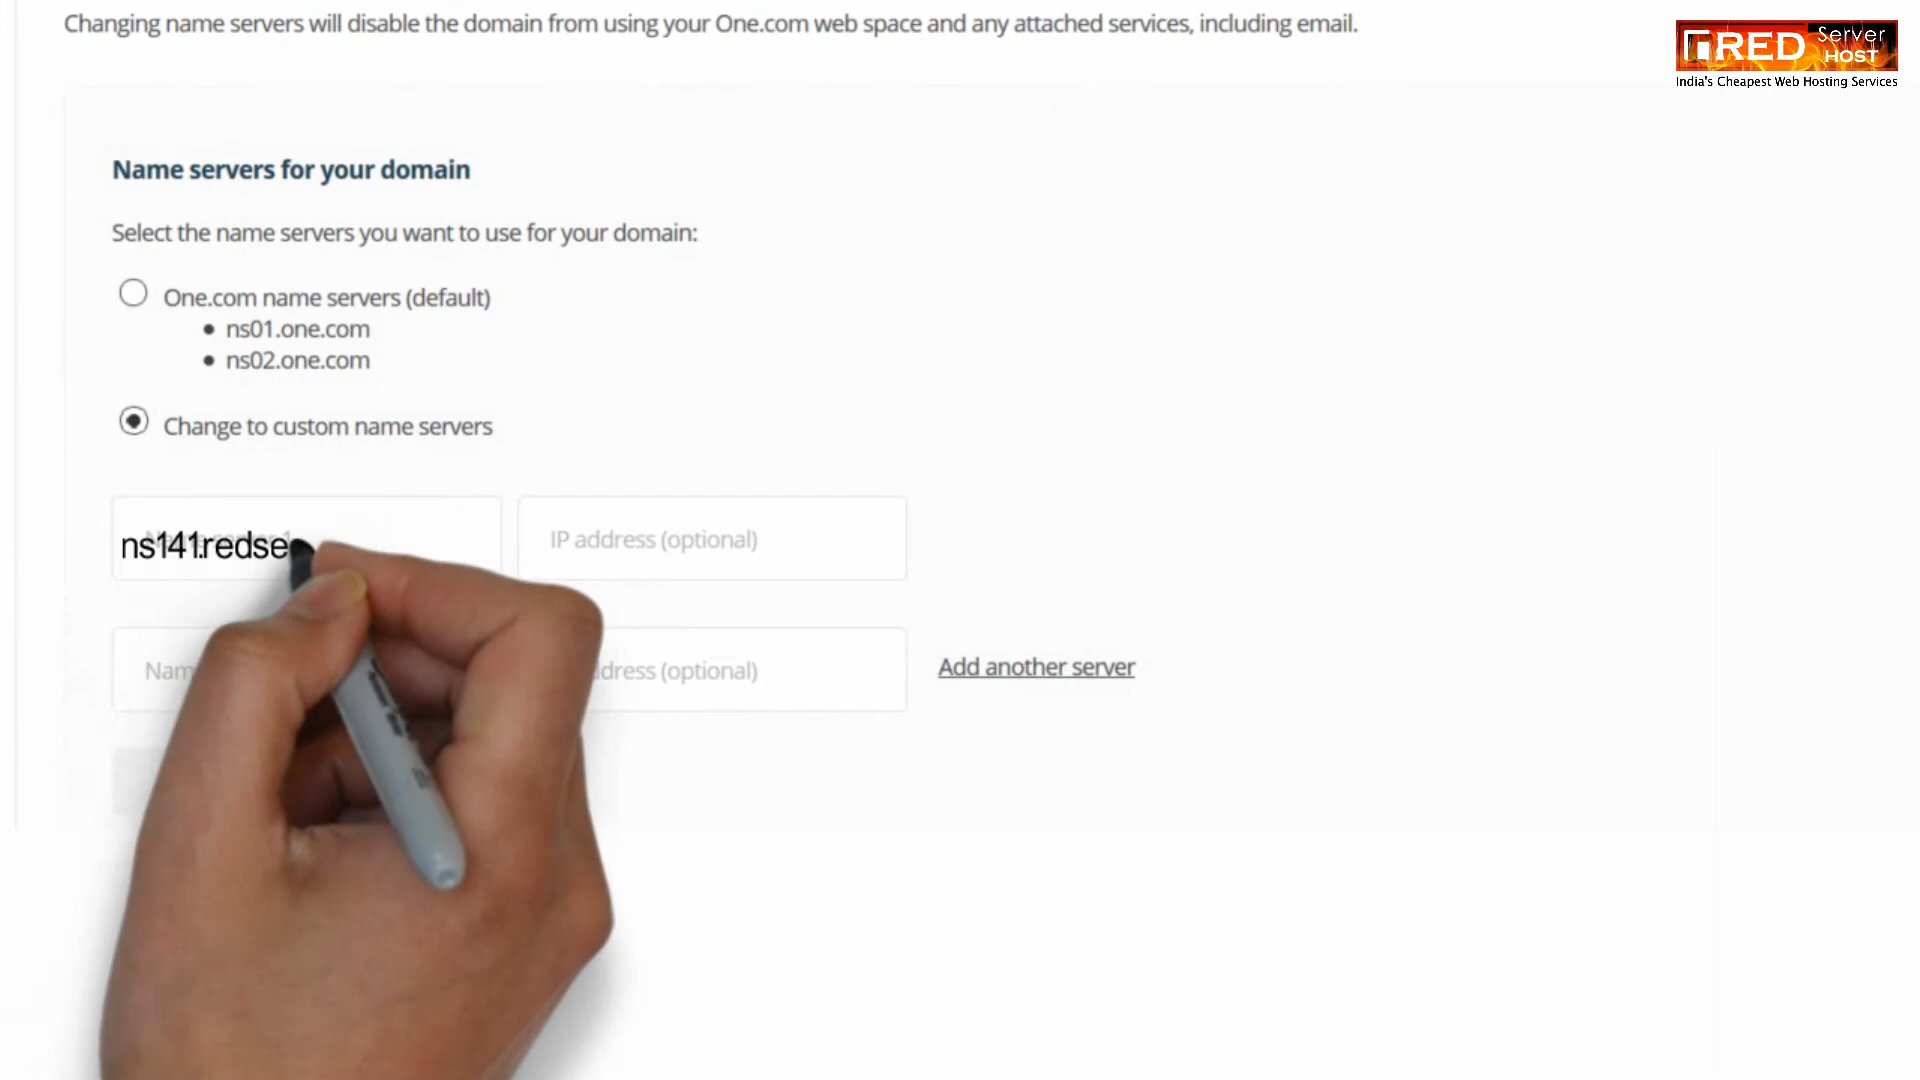 Changing name servers will disable the domain from using your One.com web space and any attached services, including email.
RED Server HOST
India's Cheapest Web Hosting Services
Name servers for your domain
Select the name servers you want to use for your domain:
One.com name servers (default)
• ns01.one.com
• ns02.one.com
Change to custom name servers
ns141.redse
IP address (optional)
(optional)
Add another server